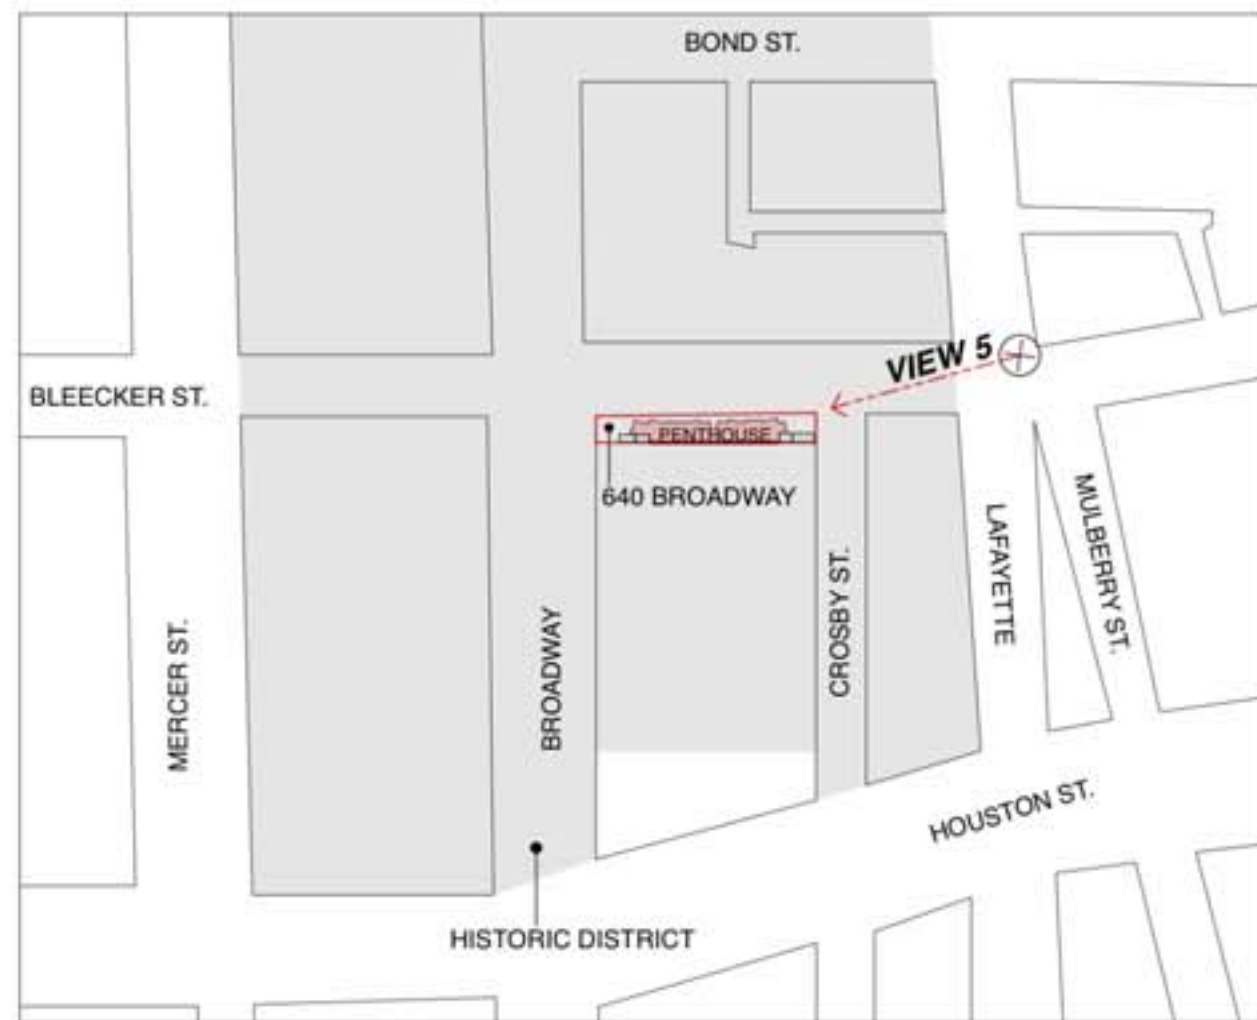 BOND ST.
VIEW 5
BLEECKER ST.
PENTHOUSE
640 BROADWAY
MERCER ST.
BROADWAY
CROSBY ST.
LAFAYETTE
MULBERRY ST.
HOUSTON ST.
HISTORIC DISTRICT